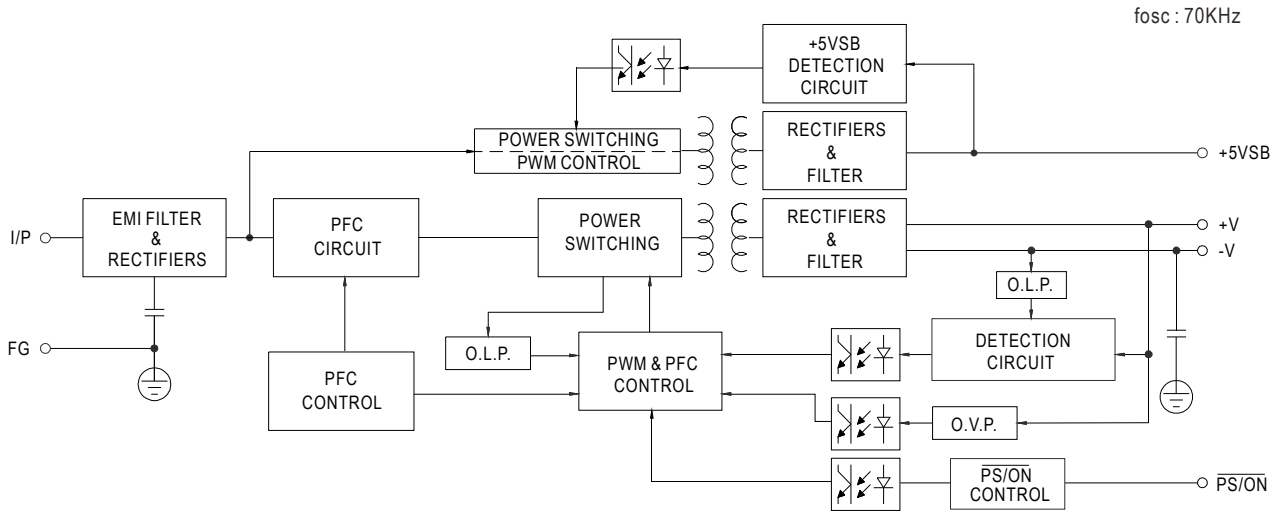 fosc : 70KHz
+5VSB
DETECTION
CIRCUIT
POWER SWITCHING
PWM CONTROL
RECTIFIERS
&
FILTER
+5VSB
I/P
EMI FILTER
&
RECTIFIERS
PFC
CIRCUIT
POWER
SWITCHING
RECTIFIERS
&
FILTER
+V
-V
O.L.P.
FG
O.L.P.
PFC
CONTROL
PWM & PFC
CONTROL
DETECTION
CIRCUIT
O.V.P.
PS/ON
CONTROL
PS/ON